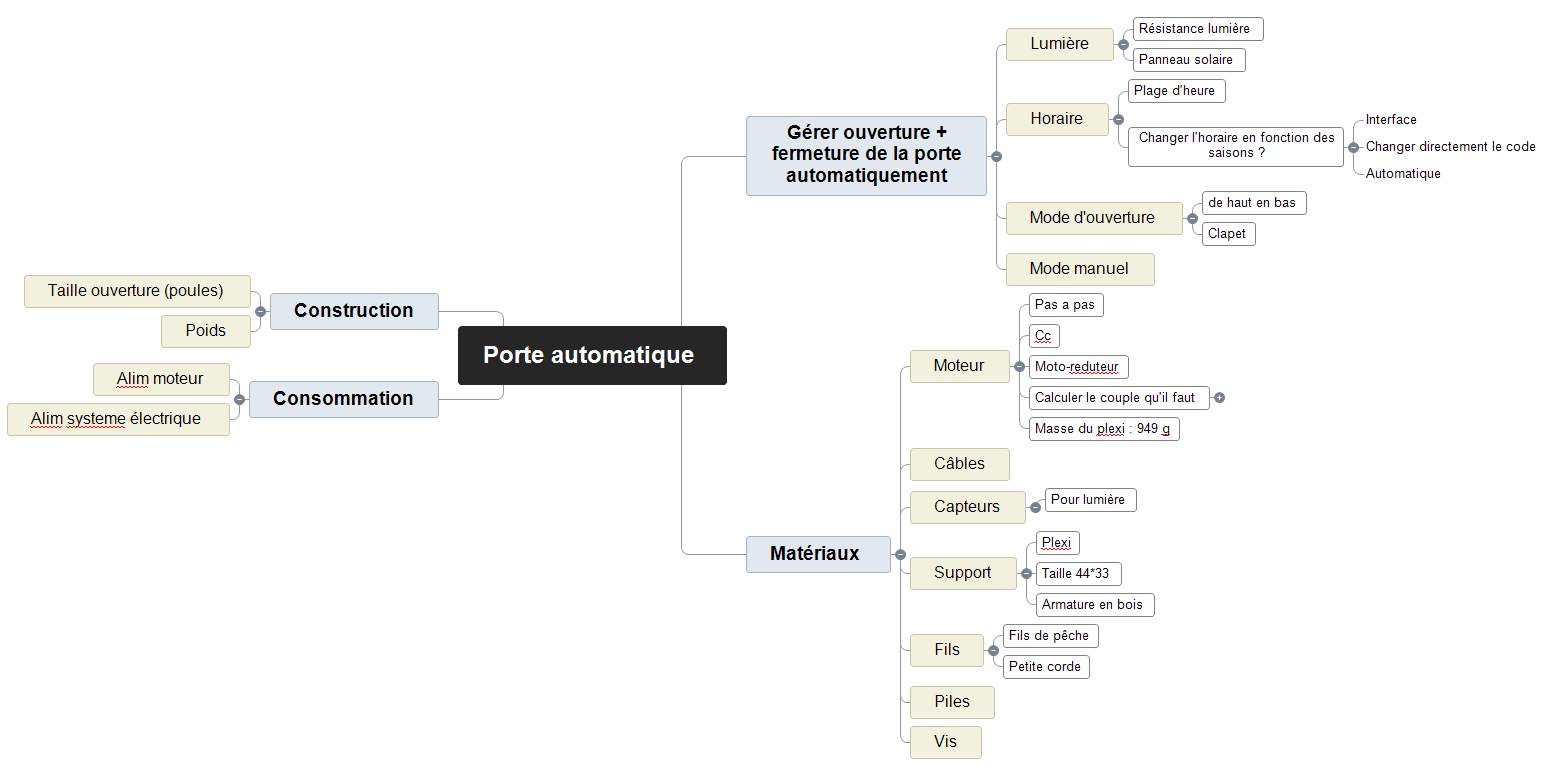 Porte automatique
Gérer ouverture +
fermeture de la porte
automatiquement
Lumière
Résistance lumière
Panneau solaire
Horaire
Plage d'heure
Changer l'horaire en fonction des
saisons ?
Interface
Changer directement le code
Automatique
Mode d'ouverture
de haut en bas
Clapet
Mode manuel
Matériaux
Moteur
Pas a pas
Cc
Moto-reduteur
Calculer le couple qu'il faut
Masse du plexi : 949 g
Câbles
Capteurs
Pour lumière
Support
Plexi
Taille 44*33
Armature en bois
Fils
Fils de pêche
Petite corde
Piles
Vis
Construction
Taille ouverture (poules)
Poids
Consommation
Alim moteur
Alim systeme électrique